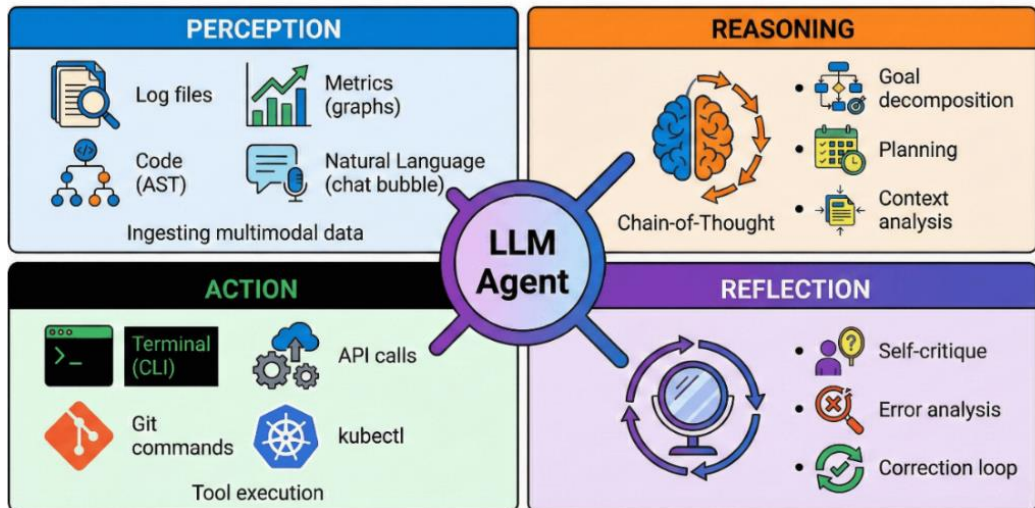 PERCEPTION
Log files
Metrics
(graphs)
Code
(AST)
Natural Language
(chat bubble)
Ingesting multimodal data
REASONING
Chain-of-Thought
Goal
decomposition
Planning
Context
analysis
LLM
Agent
ACTION
>_
Terminal
(CLI)
API calls
Git
commands
kubectl
Tool execution
REFLECTION
?
Self-critique
Error analysis
Correction loop